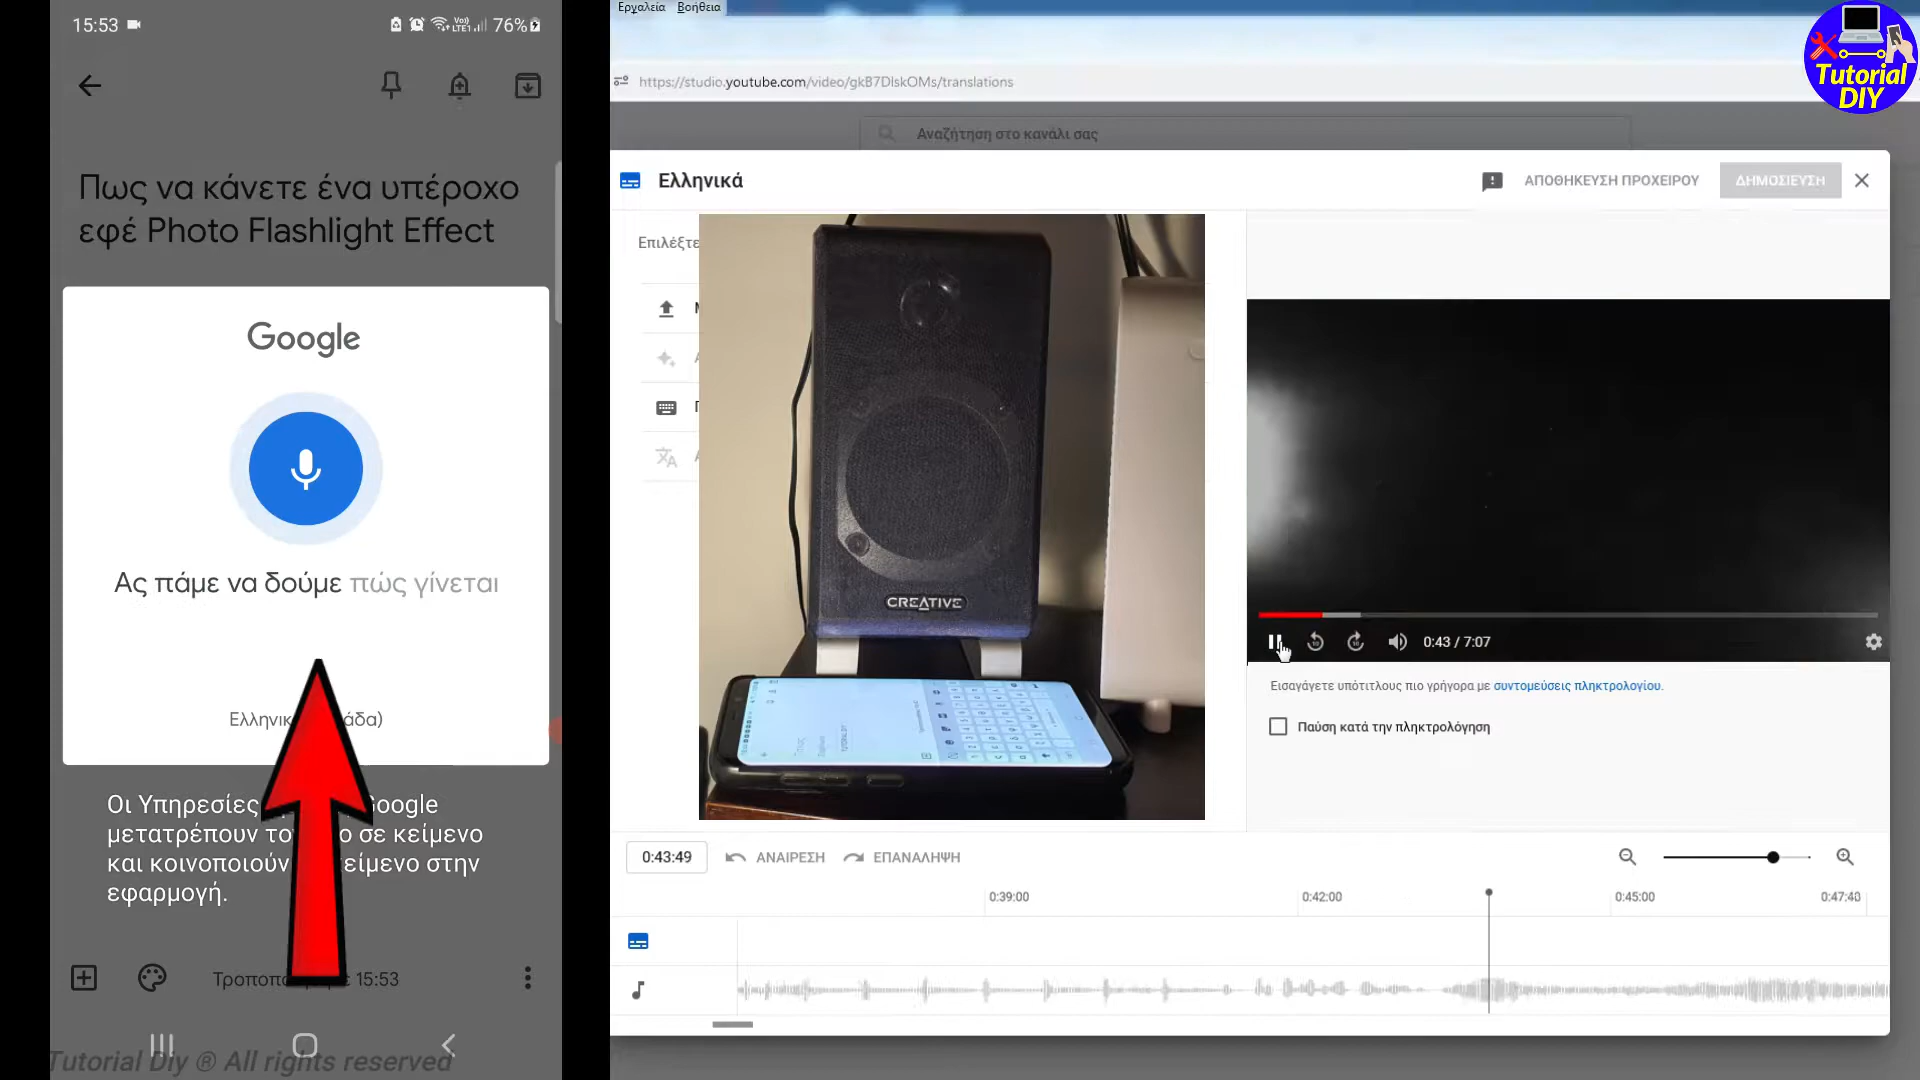 15:53
76%
Πως να κάνετε ένα υπέροχο
εφέ Photo Flashlight Effect
Google
Ας πάμε να δούμε πώς γίνεται
Οι Υπηρεσίες Google
μετατρέπουν σε κείμενο
και κοινοποιούν στην
εφαρμογή.
15:53
Tutorial Diy ® All rights reserved
Εργαλεία Βοήθεια
https://studio.youtube.com/video/gkB7DlskOMs/translations
Αναζήτηση στο κανάλι σας
Ελληνικά
ΑΠΟΘΗΚΕΥΣΗ ΠΡΟΧΕΙΡΟΥ
ΔΗΜΟΣΙΕΥΣΗ
CREATIVE
0:43 / 7:07
Εισαγάγετε υπότιτλους πιο γρήγορα με συντομεύσεις πληκτρολογίου.
Παύση κατά την πληκτρολόγηση
0:43:49
ΑΝΑΙΡΕΣΗ
ΕΠΑΝΑΛΗΨΗ
0:39:00
0:42:00
0:45:00
0:47:40
Tutorial
DIY